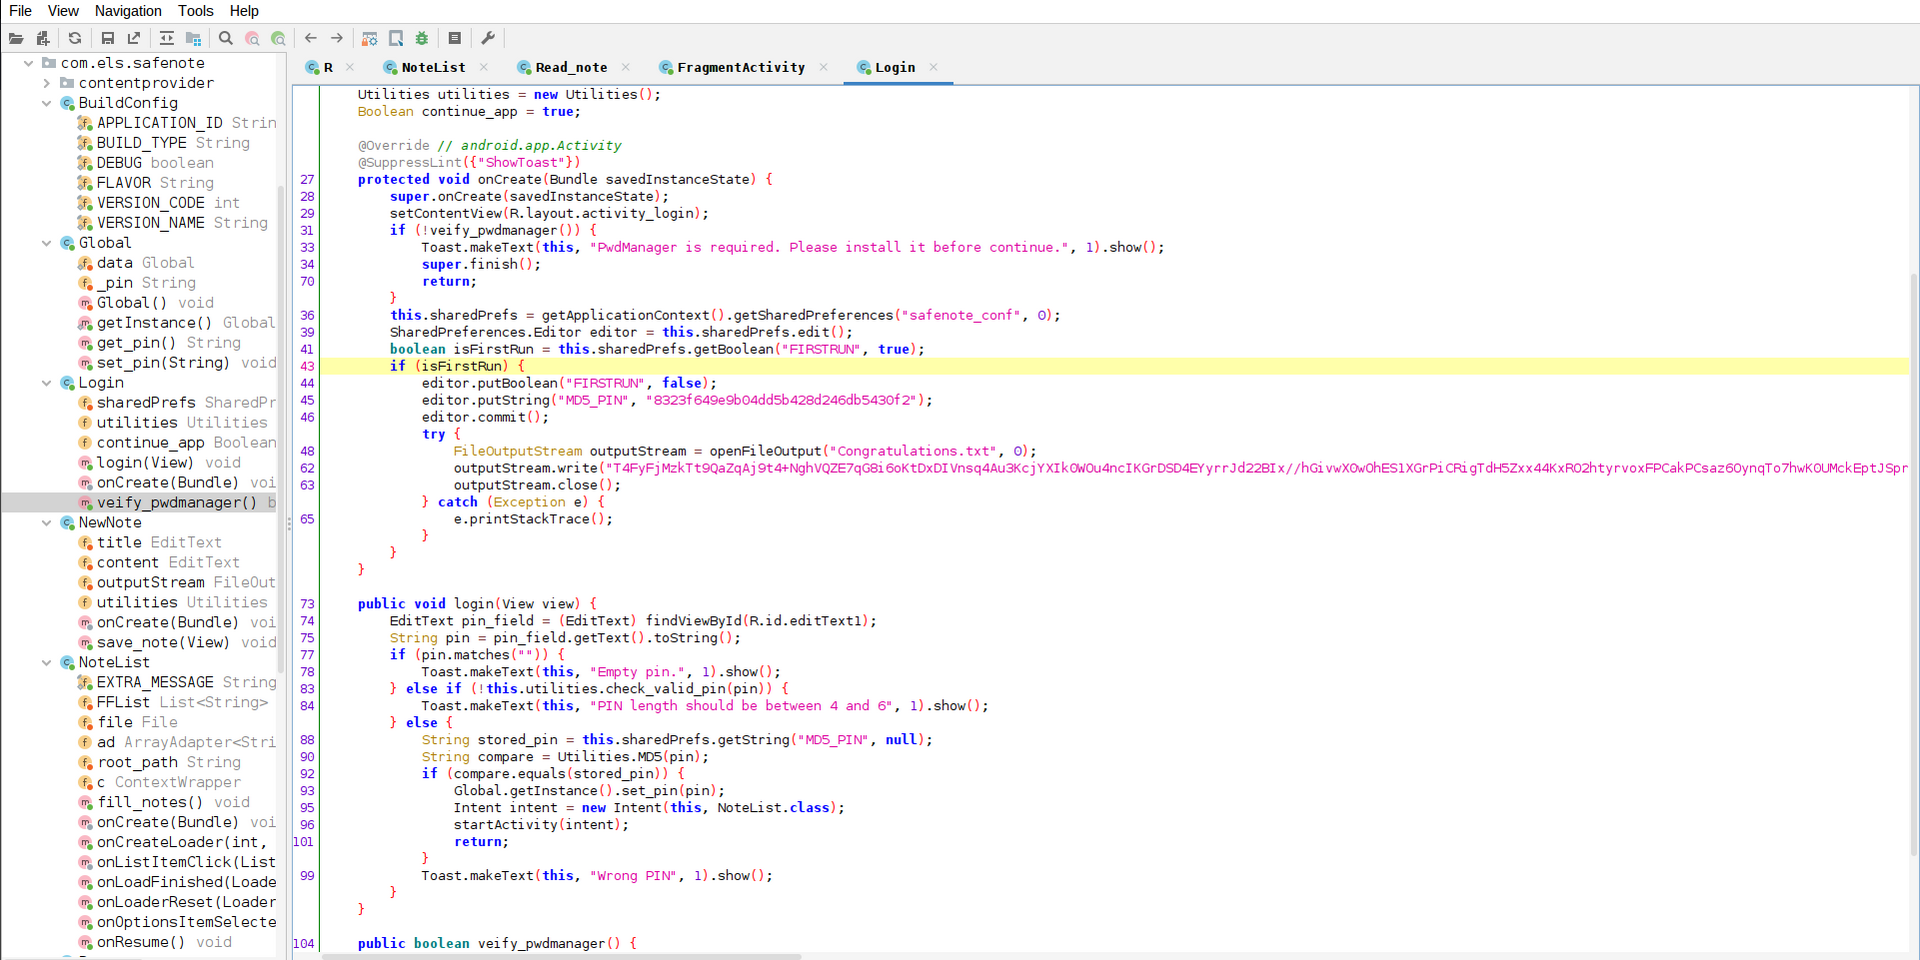 File View Navigation Tools Help
com.els.safenote
contentprovider
BuildConfig
APPLICATION_ID Strin
BUILD_TYPE String
DEBUG boolean
FLAVOR String
VERSION_CODE int
VERSION_NAME String
Global
data Global
_pin String
Global() void
getInstance() Global
get_pin() String
set_pin(String) void
Login
sharedPrefs SharedPr
utilities Utilities
continue_app Boolean
login(View) void
onCreate(Bundle) voi
veify_pwdmanager() b
NewNote
title EditText
content EditText
outputStream FileOut
utilities Utilities
onCreate(Bundle) voi
save_note(View) void
NoteList
EXTRA_MESSAGE String
FFList List<String>
file File
ad ArrayAdapter<Stri
root_path String
c ContextWrapper
fill_notes() void
onCreate(Bundle) voi
onCreateLoader(int,
onListItemClick(List
onLoadFinished(Loade
onLoaderReset(Loader
onOptionsItemSelecte
onResume() void
R NoteList Read_note FragmentActivity Login
Utilities utilities = new Utilities();
Boolean continue_app = true;
@Override // android.app.Activity
@SuppressLint({"ShowToast"})
27 protected void onCreate(Bundle savedInstanceState) {
28 super.onCreate(savedInstanceState);
29 setContentView(R.layout.activity_login);
31 if (!veify_pwdmanager()) {
33 Toast.makeText(this, "PwdManager is required. Please install it before continue.", 1).show();
34 super.finish();
70 return;
}
36 this.sharedPrefs = getApplicationContext().getSharedPreferences("safenote_conf", 0);
39 SharedPreferences.Editor editor = this.sharedPrefs.edit();
41 boolean isFirstRun = this.sharedPrefs.getBoolean("FIRSTRUN", true);
43 if (isFirstRun) {
44 editor.putBoolean("FIRSTRUN", false);
45 editor.putString("MD5_PIN", "8323f649e9b04dd5b428d246db5430f2");
46 editor.commit();
try {
48 FileOutputStream outputStream = openFileOutput("Congratulations.txt", 0);
62 outputStream.write("T4FyFjMzkTt9QaZqAj9t4+NghVQZE7qG8i6oKtDxDIVnsq4Au3KcjYXIk0WOu4ncIKGrDSD4EYyrrJd22BIx//hGivwXOwOhES1XGrPiCRigTdH5Zxx44KxRO2htyrvoxFPCakPCsaz6OynqTo7hwK0UMckEptJSpr
63 outputStream.close();
} catch (Exception e) {
65 e.printStackTrace();
}
}
}
73 public void login(View view) {
74 EditText pin_field = (EditText) findViewById(R.id.editText1);
75 String pin = pin_field.getText().toString();
77 if (pin.matches("")) {
78 Toast.makeText(this, "Empty pin.", 1).show();
83 } else if (!this.utilities.check_valid_pin(pin)) {
84 Toast.makeText(this, "PIN length should be between 4 and 6", 1).show();
} else {
88 String stored_pin = this.sharedPrefs.getString("MD5_PIN", null);
90 String compare = Utilities.MD5(pin);
92 if (compare.equals(stored_pin)) {
93 Global.getInstance().set_pin(pin);
95 Intent intent = new Intent(this, NoteList.class);
96 startActivity(intent);
101 return;
}
99 Toast.makeText(this, "Wrong PIN", 1).show();
}
}
104 public boolean veify_pwdmanager() {